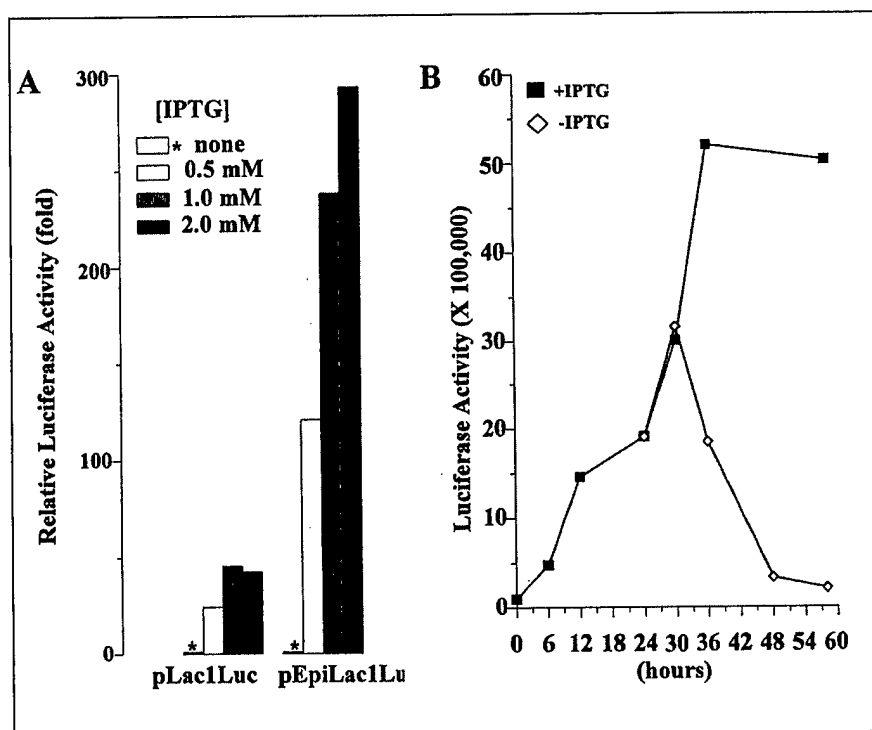 A
300
200
100
0
Relative Luciferase Activity (fold)
[IPTG]
* none
0.5 mM
1.0 mM
2.0 mM
*
*
pLac1Luc
pEpiLac1Lu
B
60
50
40
30
20
10
0
Luciferase Activity (X 100,000)
+IPTG
-IPTG
0 6 12 18 24 30 36 42 48 54 60
(hours)